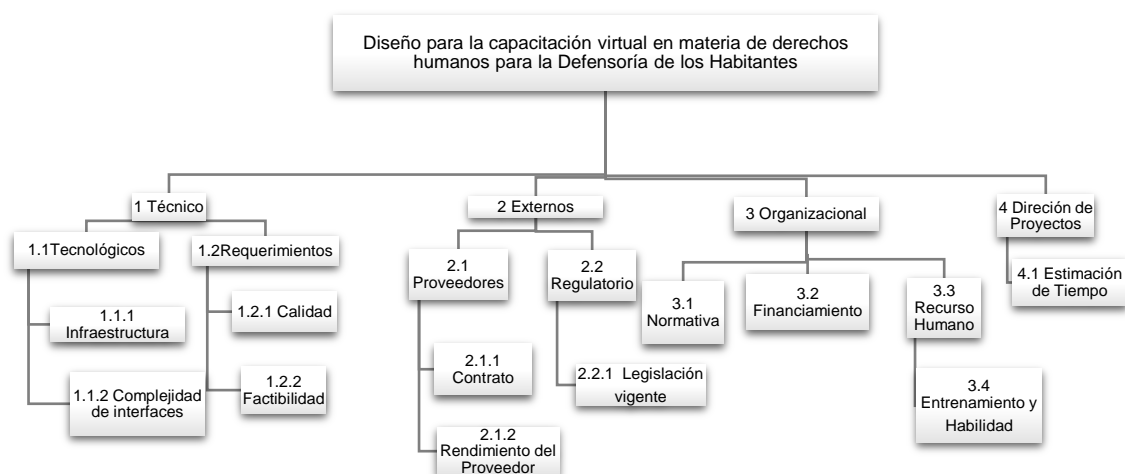 Diseño para la capacitación virtual en materia de derechos
humanos para la Defensoría de los Habitantes
1 Técnico
2 Externos
3 Organizacional
4 Direción de
Proyectos
1.1Tecnológicos
1.2Requerimientos
2.1
Proveedores
2.2
Regulatorio
3.1
Normativa
3.2
Financiamiento
3.3
Recurso
Humano
4.1 Estimación
de Tiempo
1.1.1
Infraestructura
1.2.1 Calidad
1.1.2 Complejidad
de interfaces
1.2.2
Factibilidad
2.1.1
Contrato
2.2.1 Legislación
vigente
3.4
Entrenamiento y
Habilidad
2.1.2
Rendimiento del
Proveedor